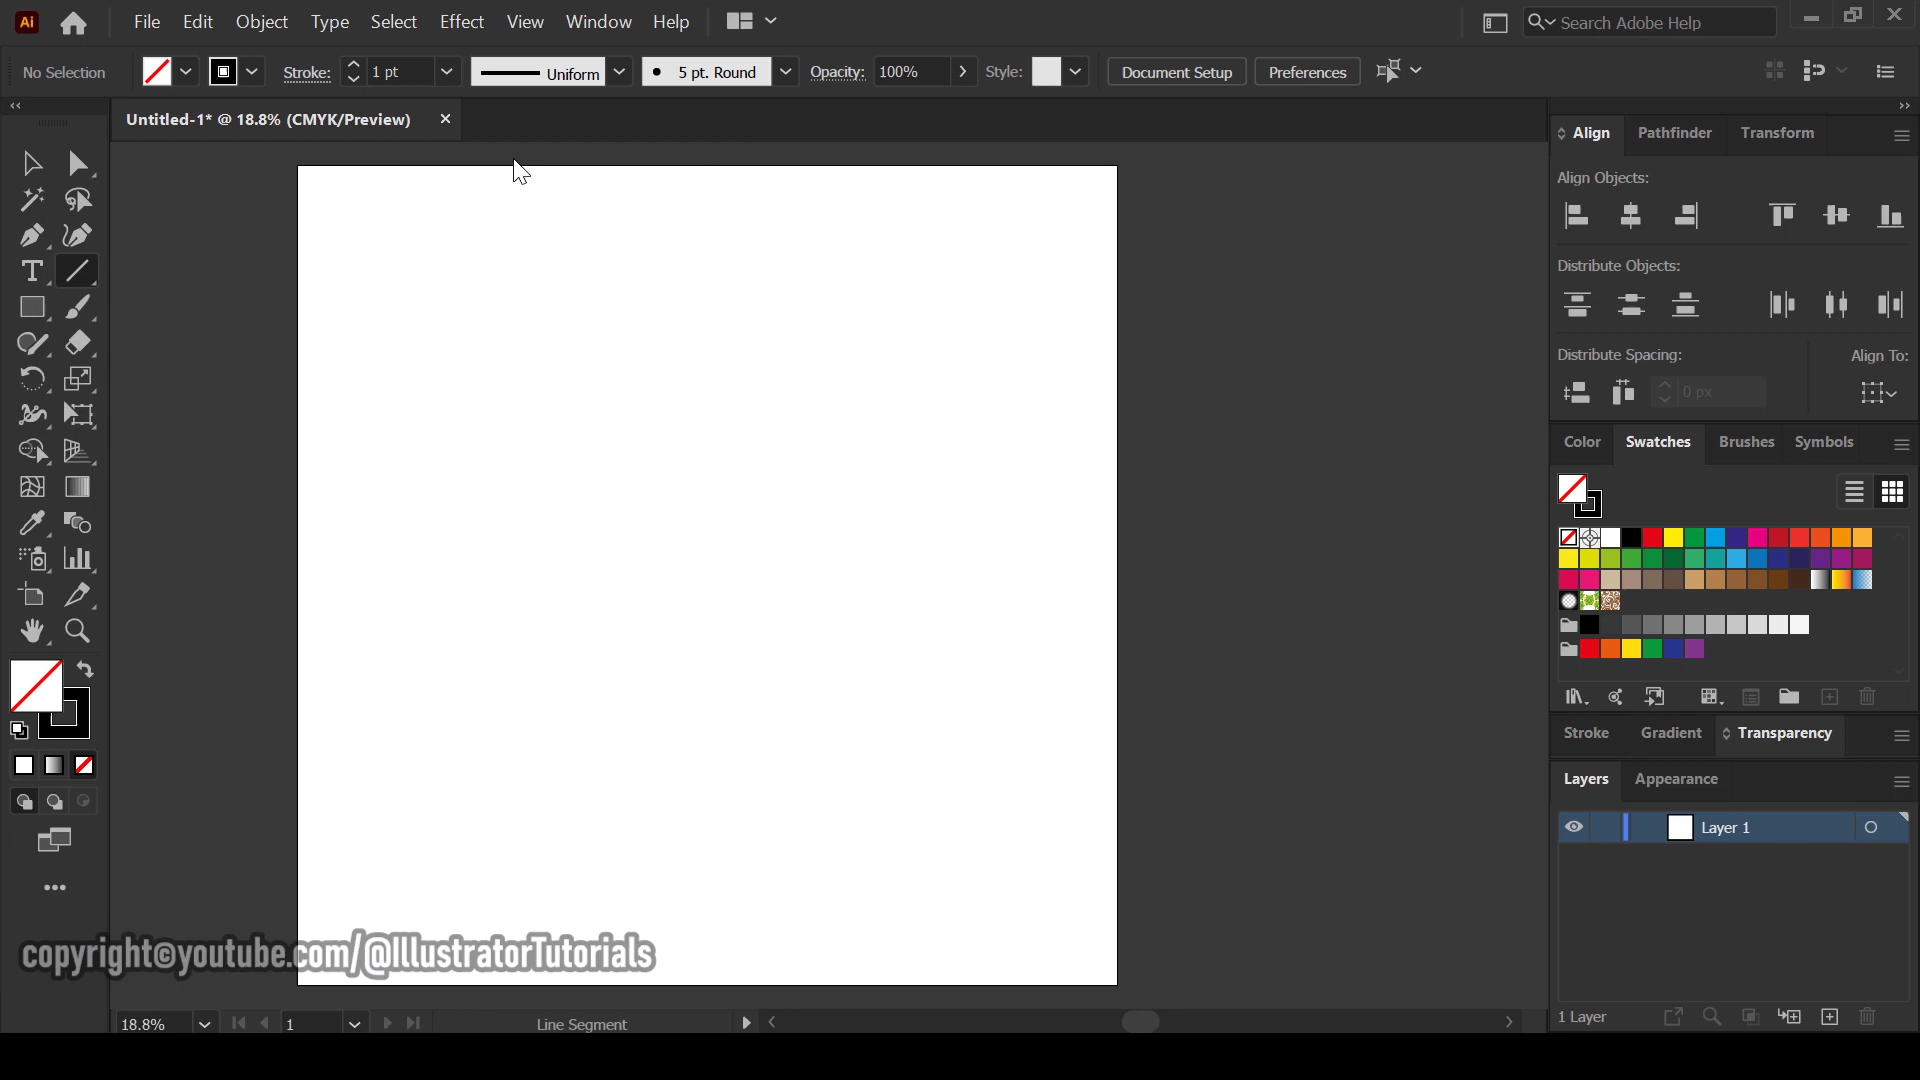 Ai File Edit Object Type Select Effect View Window Help Search Adobe Help
No Selection Stroke: 1 pt Uniform 5 pt. Round Opacity: 100% Style: Document Setup Preferences
Untitled-1* @ 18.8% (CMYK/Preview)
Align Pathfinder Transform
Align Objects:
Distribute Objects:
Distribute Spacing: Align To:
0 px
Color Swatches Brushes Symbols
Stroke Gradient Transparency
Layers Appearance
Layer 1
copyright©youtube.com/@IllustratorTutorials
18.8% 1 Line Segment
1 Layer